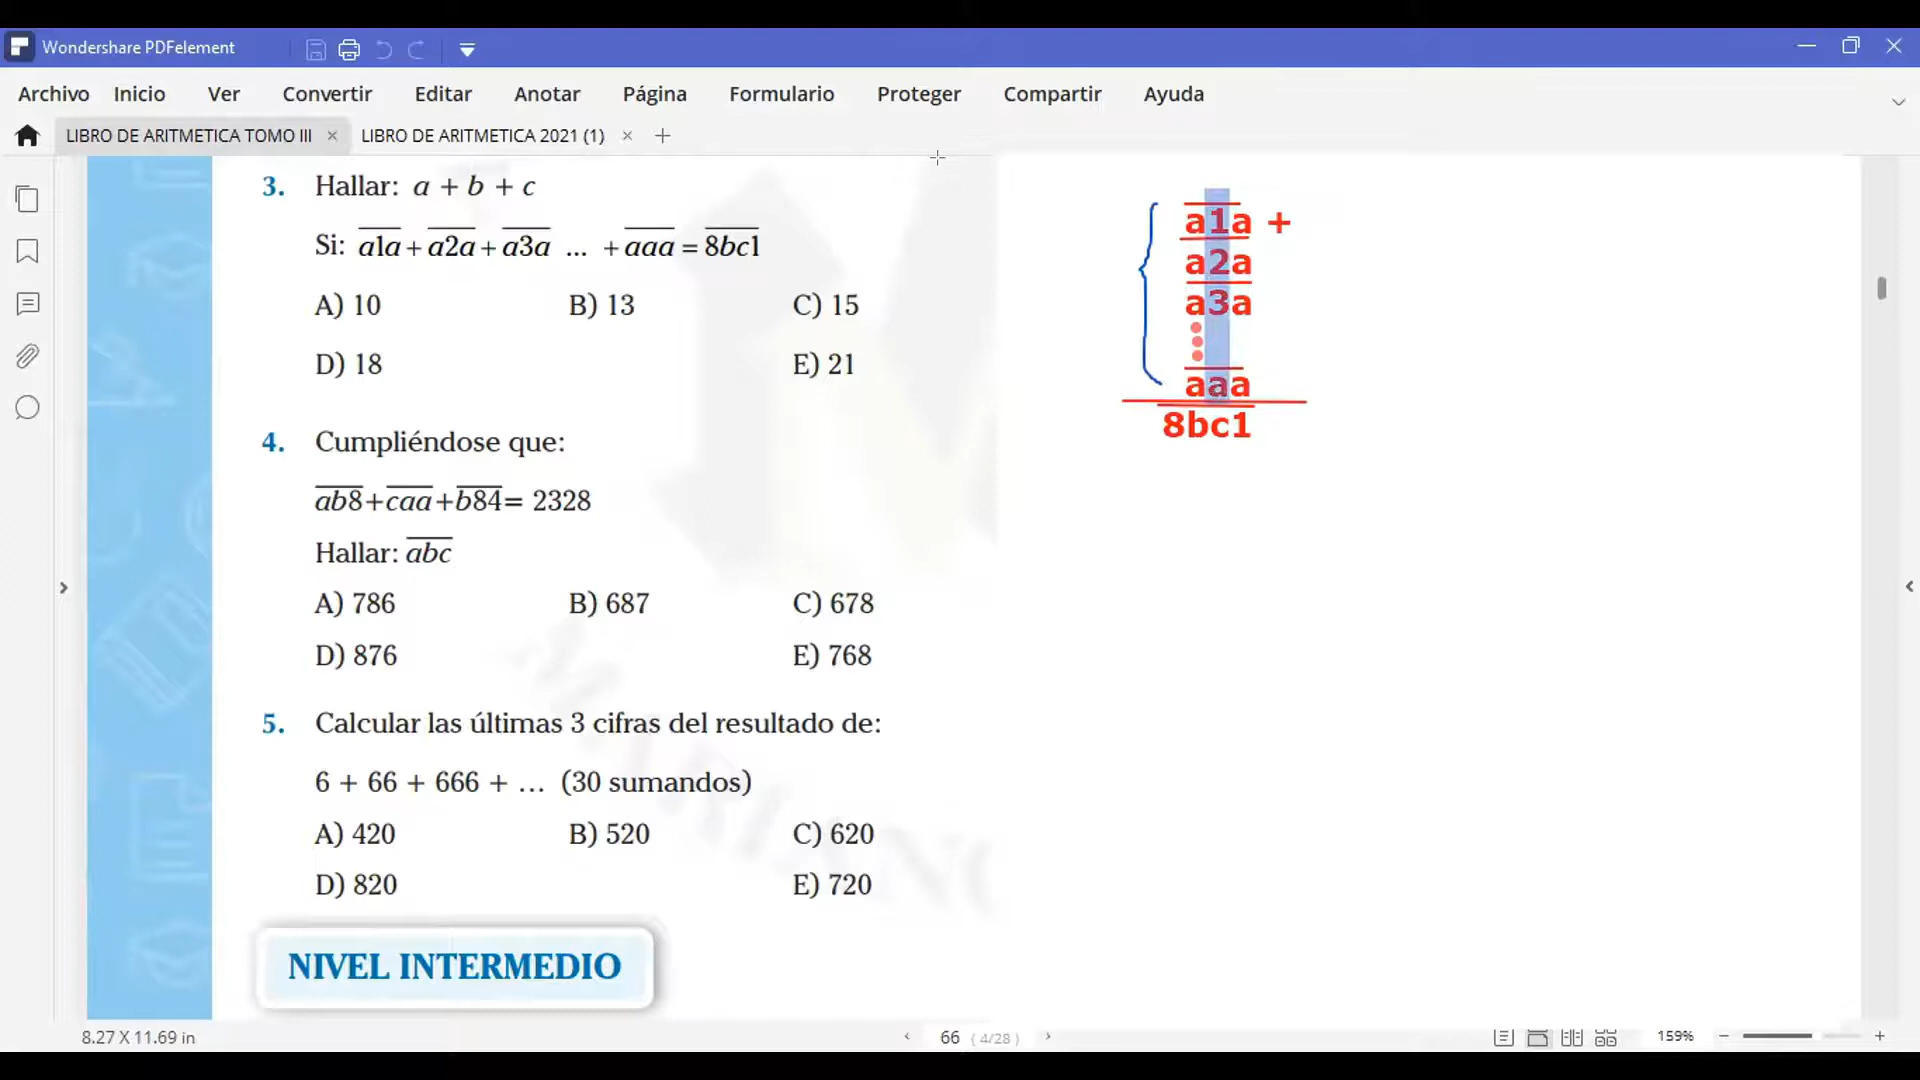 Wondershare PDFelement
Archivo Inicio Ver Convertir Editar Anotar Página Formulario Proteger Compartir Ayuda
LIBRO DE ARITMETICA TOMO III × LIBRO DE ARITMETICA 2021 (1) × +
3. Hallar: a + b + c
Si: a1a + a2a + a3a ... + aaa = 8bc1
A) 10 B) 13 C) 15
D) 18 E) 21
4. Cumpliéndose que:
ab8+caa+b84= 2328
Hallar: abc
A) 786 B) 687 C) 678
D) 876 E) 768
5. Calcular las últimas 3 cifras del resultado de:
6 + 66 + 666 + ... (30 sumandos)
A) 420 B) 520 C) 620
D) 820 E) 720
NIVEL INTERMEDIO
a1a +
a2a
a3a
aaa
8bc1
MARIANO
8.27 X 11.69 in 66 ( 4/28 ) 159% − +